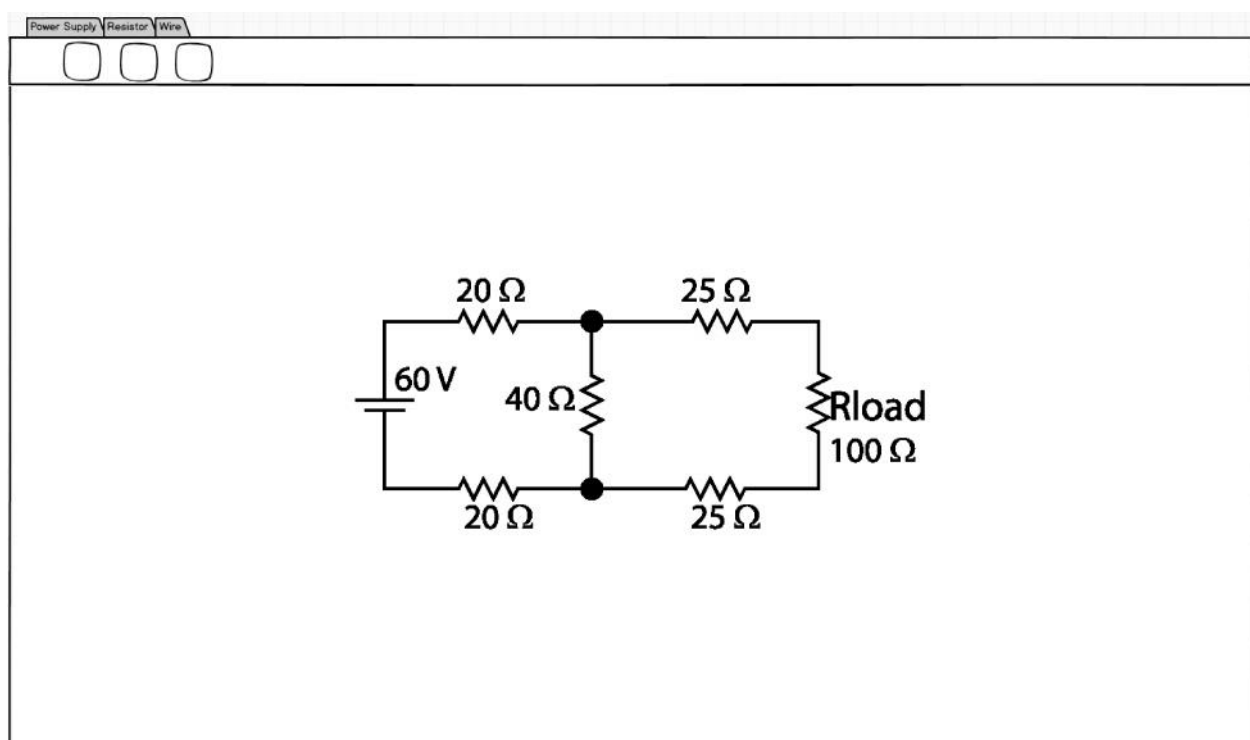 Power Supply Resistor Wire
20 Ω 25 Ω
60 V
40 Ω Rload
100 Ω
20 Ω 25 Ω